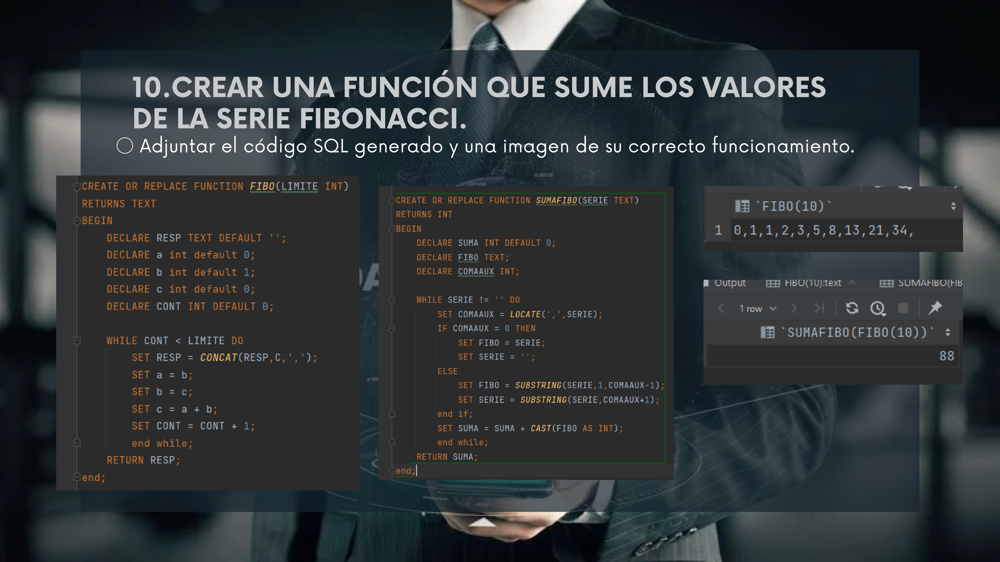 10.CREAR UNA FUNCIÓN QUE SUME LOS VALORES
DE LA SERIE FIBONACCI.
Adjuntar el código SQL generado y una imagen de su correcto funcionamiento.
CREATE OR REPLACE FUNCTION FIBO(LIMITE INT)
RETURNS TEXT
BEGIN
DECLARE RESP TEXT DEFAULT '';
DECLARE a int default 0;
DECLARE b int default 1;
DECLARE c int default 0;
DECLARE CONT INT DEFAULT 0;
WHILE CONT < LIMITE DO
SET RESP = CONCAT(RESP,C,',');
SET a = b;
SET b = c;
SET c = a + b;
SET CONT = CONT + 1;
end while;
RETURN RESP;
end;
CREATE OR REPLACE FUNCTION SUMAFIBO(SERIE TEXT)
RETURNS INT
BEGIN
DECLARE SUMA INT DEFAULT 0;
DECLARE FIBO TEXT;
DECLARE COMAAUX INT;
WHILE SERIE != '' DO
SET COMAAUX = LOCATE(',',SERIE);
IF COMAAUX = 0 THEN
SET FIBO = SERIE;
SET SERIE = '';
ELSE
SET FIBO = SUBSTRING(SERIE,1,COMAAUX-1);
SET SERIE = SUBSTRING(SERIE,COMAAUX+1);
end if;
SET SUMA = SUMA + CAST(FIBO AS INT);
end while;
RETURN SUMA;
end;
`FIBO(10)`
1 0,1,1,2,3,5,8,13,21,34,
Output FIBO(10):text SUMAFIBO(FIB
1 row
`SUMAFIBO(FIBO(10))`
88